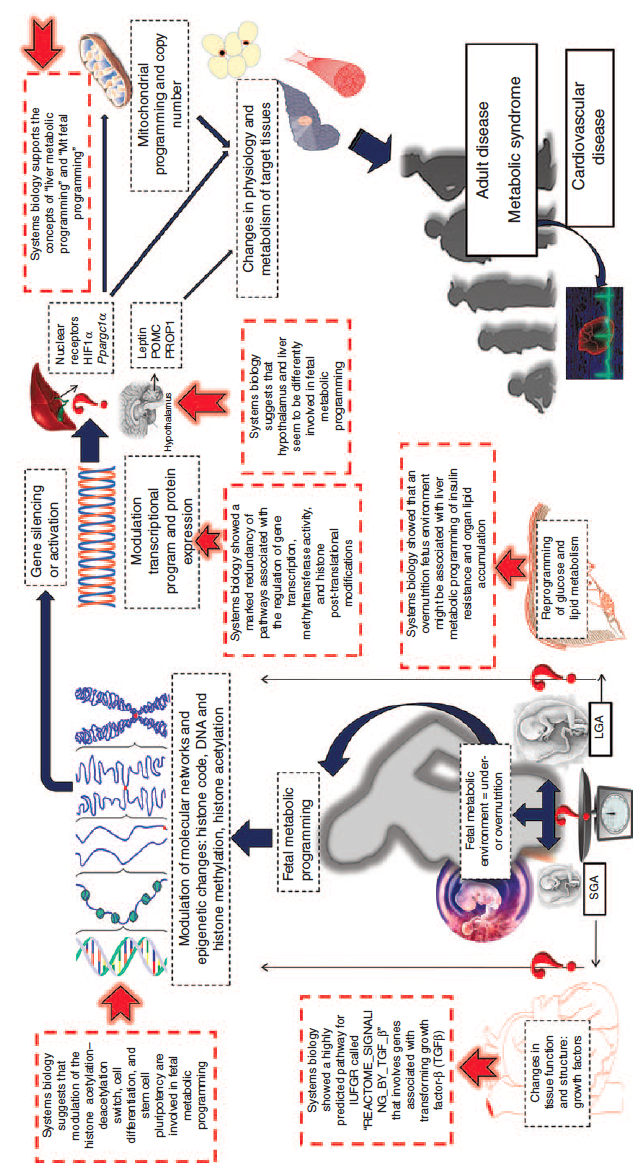 Systems biology
suggests that
modulation of the
histone acetylation–
deacetylation
switch, cell
differentiation, and
stem cell
pluripotency are
involved in fetal
metabolic
programming
Modulation of molecular networks and
epigenetic changes: histone code, DNA and
histone methylation, histone acetylation
Gene silencing
or activation
Modulation
transcriptional
program and protein
expression
Systems biology showed a
marked redundancy of
pathways associated with
the regulation of gene
transcription,
methyltransferase activity,
and histone
post-translational
modifications
?
Hypothalamus
Nuclear
receptors
HIF1α
Ppargc1α
Leptin
POMC
PROP1
Systems biology
suggests that
hypothalamus and liver
seem to be differently
involved in fetal
metabolic
programming
Systems biology supports the
concepts of “liver metabolic
programming” and “Mt fetal
programming”
Mitochondrial
programming and copy
number
Changes in physiology and
metabolism of target tissues
Fetal metabolic
programming
Fetal metabolic
environment = under-
or overnutrition
Systems biology
showed a highly
predicted pathway for
IUFGR called
“REACTOME_SIGNALI
NG_BY_TGF_β”
that involves genes
associated with
transforming growth
factor-β (TGFβ)
Changes in
tissue function
and structure:
growth factors
?
SGA
?
LGA
?
Systems biology showed that an
overnutrition fetus environment
might be associated with liver
metabolic programming of insulin
resistance and organ lipid
accumulation
Reprogramming
of glucose and
lipid metabolism
Adult disease
Metabolic syndrome
Cardiovascular
disease